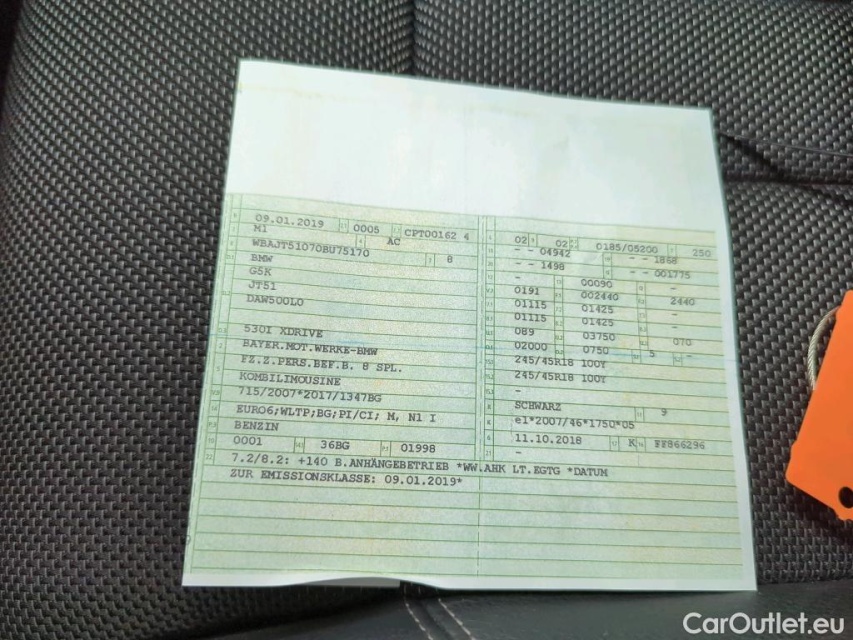 09.01.2019 0005 CPT00162 4
M1 AC
WBAJT51070BU75170 8
BMW
G5K
JT51
DAW500L0
530I XDRIVE
BAYER.MOT.WERKE-BMW
FZ.Z.PERS.BEF.B. 8 SPL.
KOMBILIMOUSINE
715/2007*2017/1347BG
EURO6;WLTP;BG;PI/CI; M, N1 I
BENZIN
0001 36BG 01998
02 02 0185/05200 250
--04942 --1868
--1498 --001775
- 00090 -
0191 002440 2440
01115 01425 -
01115 01425 -
089 03750 070
02000 0750 5 -
245/45R18 100Y
245/45R18 100Y
-
SCHWARZ 9
e1*2007/46*1750*05
11.10.2018 K FF866296
7.2/8.2: +140 B.ANHÄNGEBETRIEB *WW.AHK LT.EGTG *DATUM
ZUR EMISSIONSKLASSE: 09.01.2019*
CarOutlet.eu